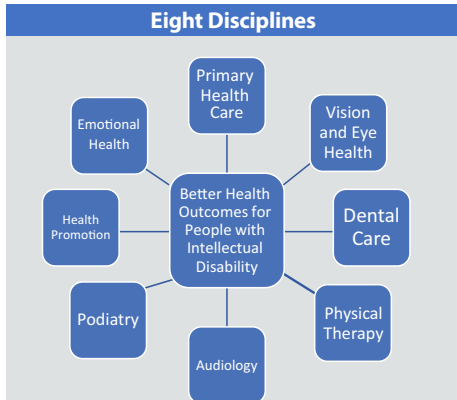 Eight Disciplines
Primary
Health
Care
Vision
and Eye
Health
Dental
Care
Physical
Therapy
Audiology
Podiatry
Health
Promotion
Emotional
Health
Better Health
Outcomes for
People with
Intellectual
Disability